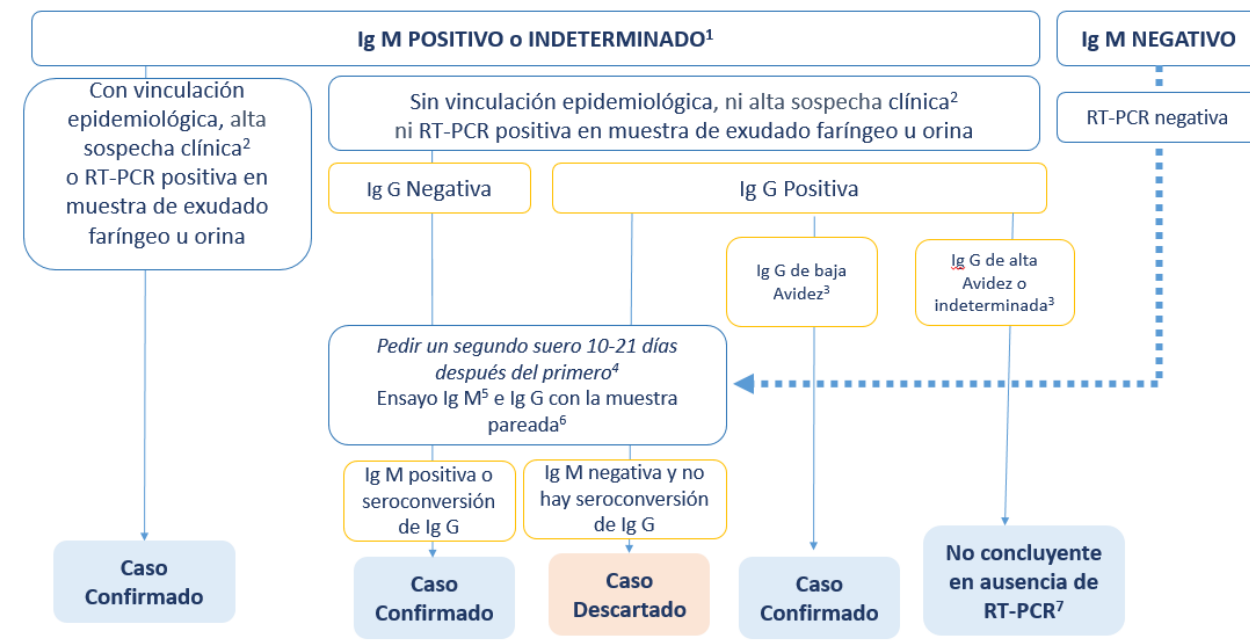 Ig M POSITIVO o INDETERMINADO¹
Ig M NEGATIVO
Con vinculación
epidemiológica, alta
sospecha clínica²
o RT-PCR positiva en
muestra de exudado
faríngeo u orina
Sin vinculación epidemiológica, ni alta sospecha clínica²
ni RT-PCR positiva en muestra de exudado faríngeo u orina
RT-PCR negativa
Ig G Negativa
Ig G Positiva
Ig G de baja
Avidez³
Ig G de alta
Avidez o
indeterminada³
Pedir un segundo suero 10-21 días
después del primero⁴
Ensayo Ig M⁵ e Ig G con la muestra
pareada⁶
Ig M positiva o
seroconversión
de Ig G
Ig M negativa y no
hay seroconversión
de Ig G
Caso
Confirmado
Caso
Confirmado
Caso
Descartado
Caso
Confirmado
No concluyente
en ausencia de
RT-PCR⁷